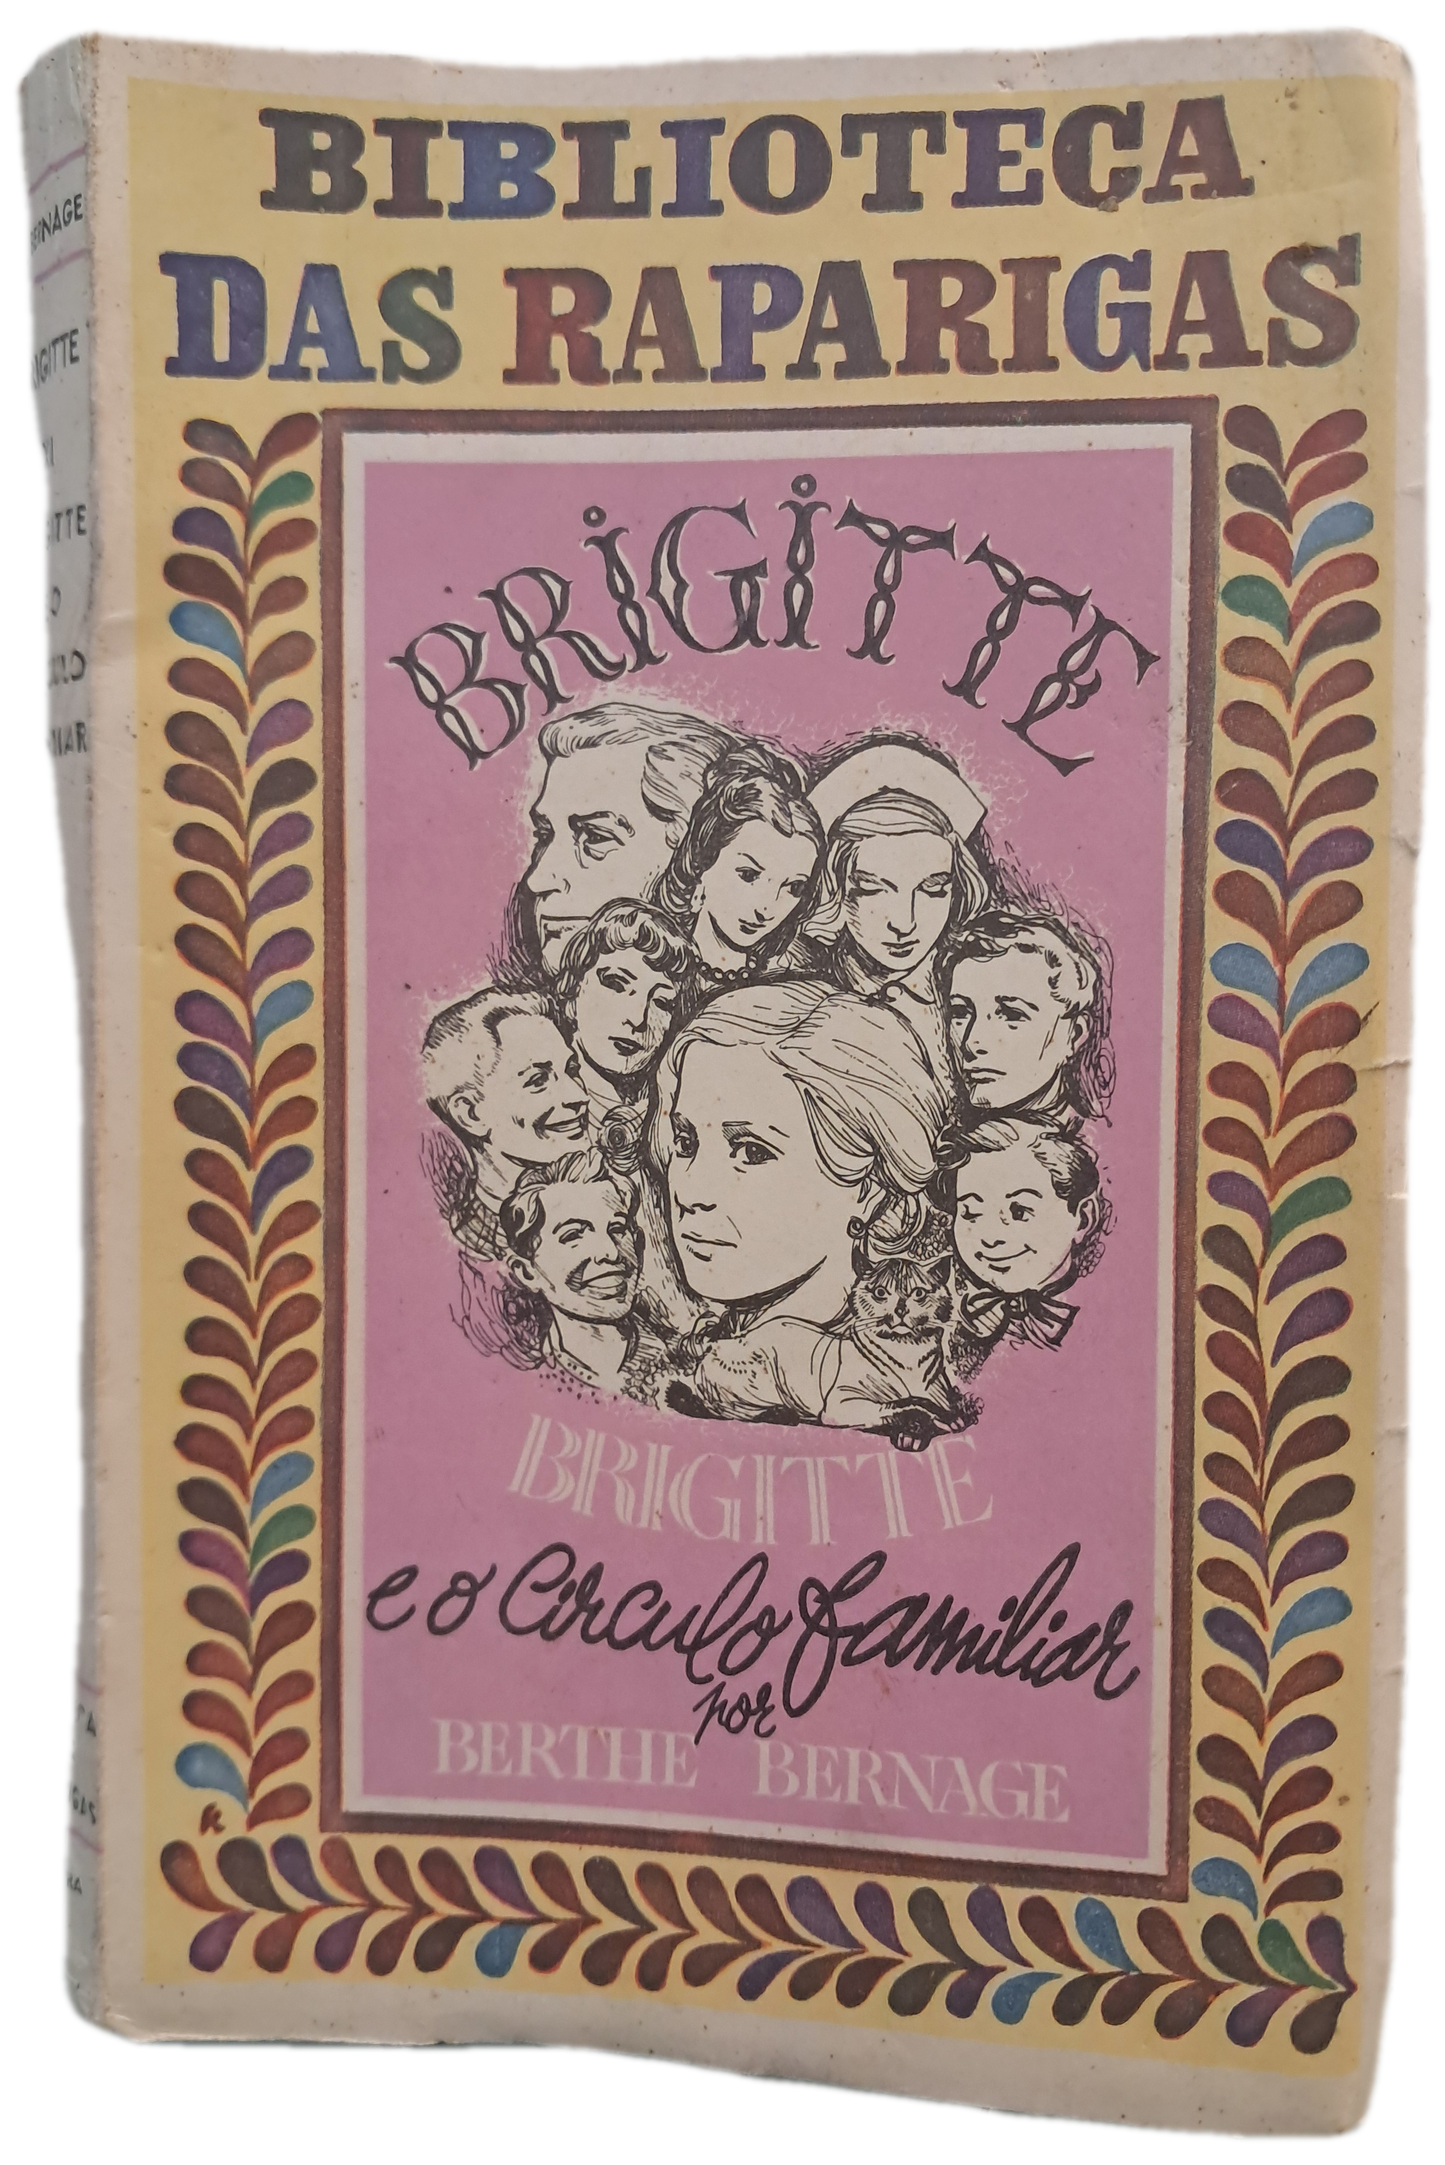 BIBLIOTECA
DAS RAPARIGAS
BRIGITTE
BRIGITTE
e o Circulo familiar
por
BERTHE BERNAGE
BERNAGE